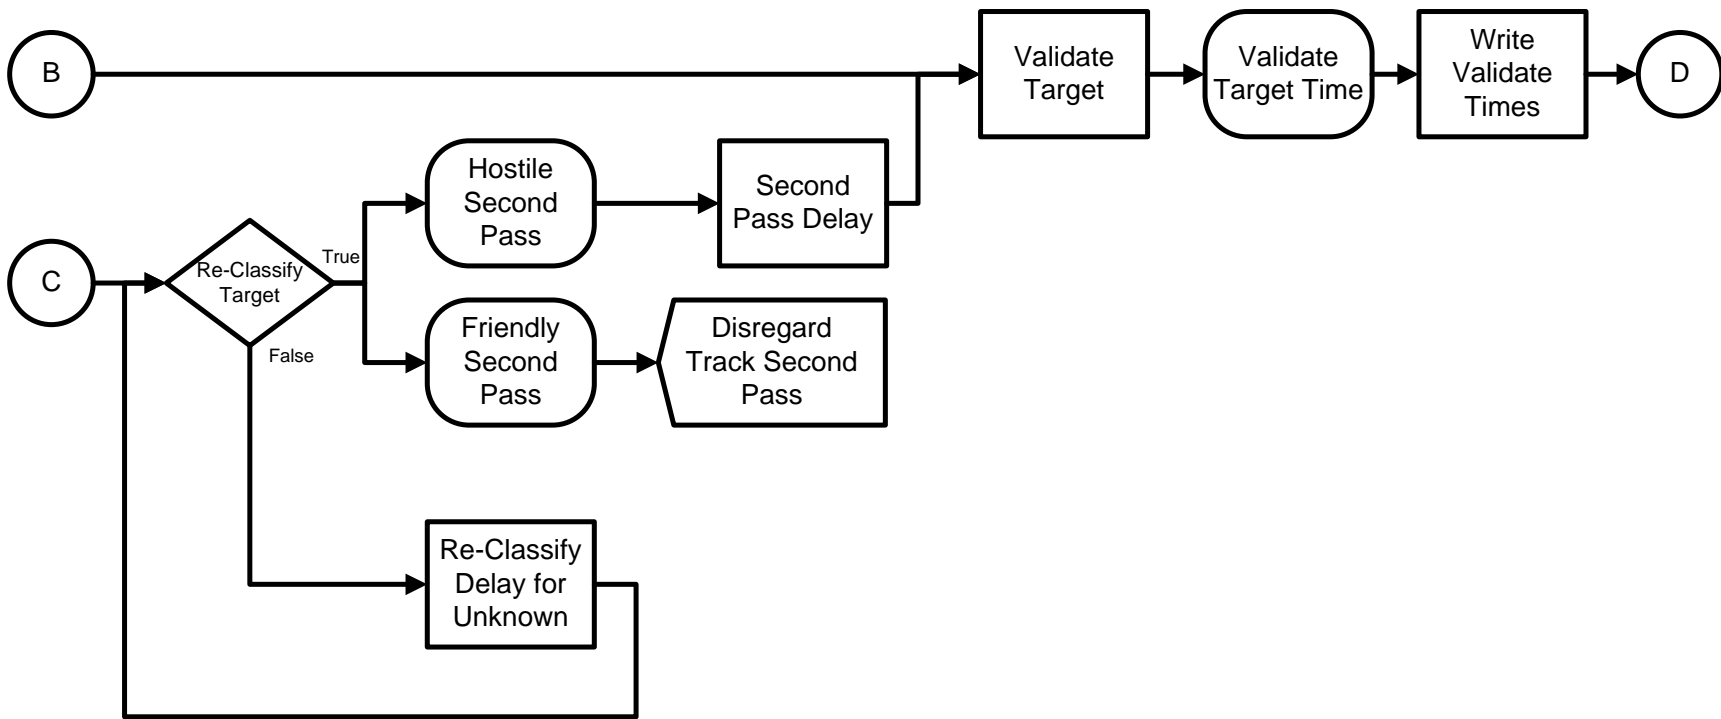 B
Validate
Target
Validate
Target Time
Write
Validate
Times
D
Hostile
Second
Pass
Second
Pass Delay
C
Re-Classify
Target
True
False
Friendly
Second
Pass
Disregard
Track Second
Pass
Re-Classify
Delay for
Unknown